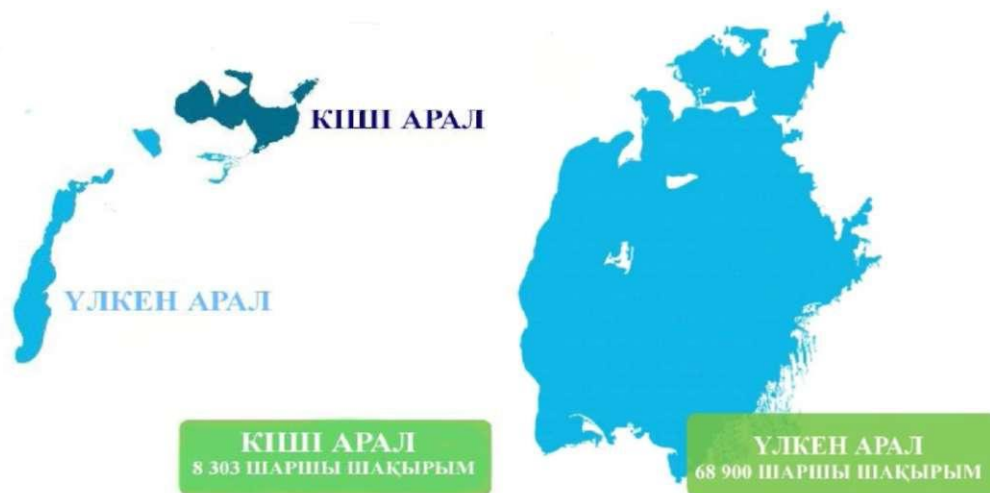 КІШІ АРАЛ
ҮЛКЕН АРАЛ
КІШІ АРАЛ
8 303 ШАРШЫ ШАҚЫРЫМ
ҮЛКЕН АРАЛ
68 900 ШАРШЫ ШАҚЫРЫМ